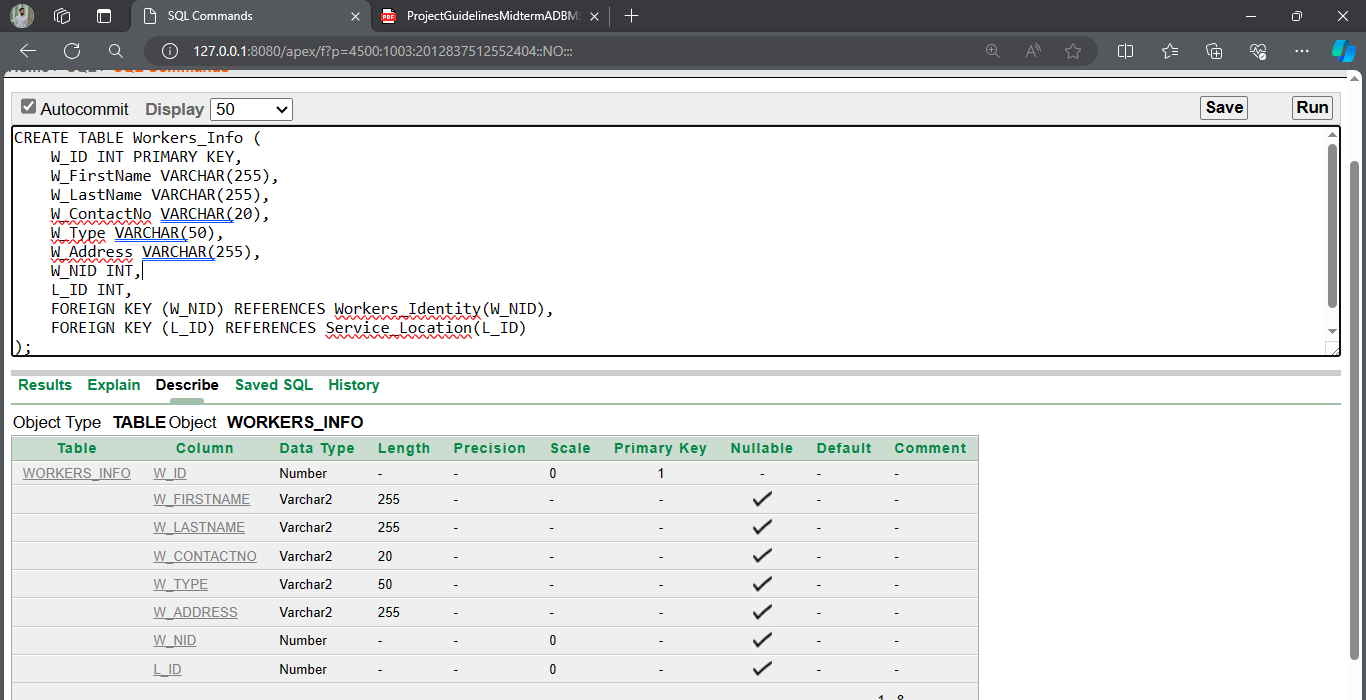 SQL Commands
PDF
ProjectGuidelinesMidtermADBMS
127.0.0.1:8080/apex/f?p=4500:1003:2012837512552404::NO:::
Autocommit Display 50 Save Run
CREATE TABLE Workers_Info (
W_ID INT PRIMARY KEY,
W_FirstName VARCHAR(255),
W_LastName VARCHAR(255),
W_ContactNo VARCHAR(20),
W_Type VARCHAR(50),
W_Address VARCHAR(255),
W_NID INT,
L_ID INT,
FOREIGN KEY (W_NID) REFERENCES Workers_Identity(W_NID),
FOREIGN KEY (L_ID) REFERENCES Service_Location(L_ID)
);
Results Explain Describe Saved SQL History
Object Type TABLE Object WORKERS_INFO
Table Column Data Type Length Precision Scale Primary Key Nullable Default Comment
WORKERS_INFO W_ID Number - - 0 1 - - -
W_FIRSTNAME Varchar2 255 - - - - -
W_LASTNAME Varchar2 255 - - - - -
W_CONTACTNO Varchar2 20 - - - - -
W_TYPE Varchar2 50 - - - - -
W_ADDRESS Varchar2 255 - - - - -
W_NID Number - - 0 - - -
L_ID Number - - 0 - - -